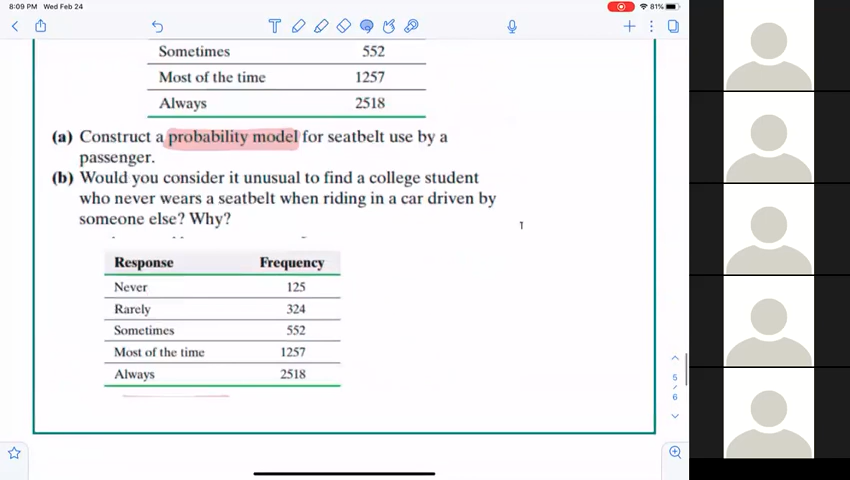 8:09 PM Wed Feb 24
81%
Sometimes 552
Most of the time 1257
Always 2518
(a) Construct a probability model for seatbelt use by a
passenger.
(b) Would you consider it unusual to find a college student
who never wears a seatbelt when riding in a car driven by
someone else? Why?
Response Frequency
Never 125
Rarely 324
Sometimes 552
Most of the time 1257
Always 2518
5
/
6